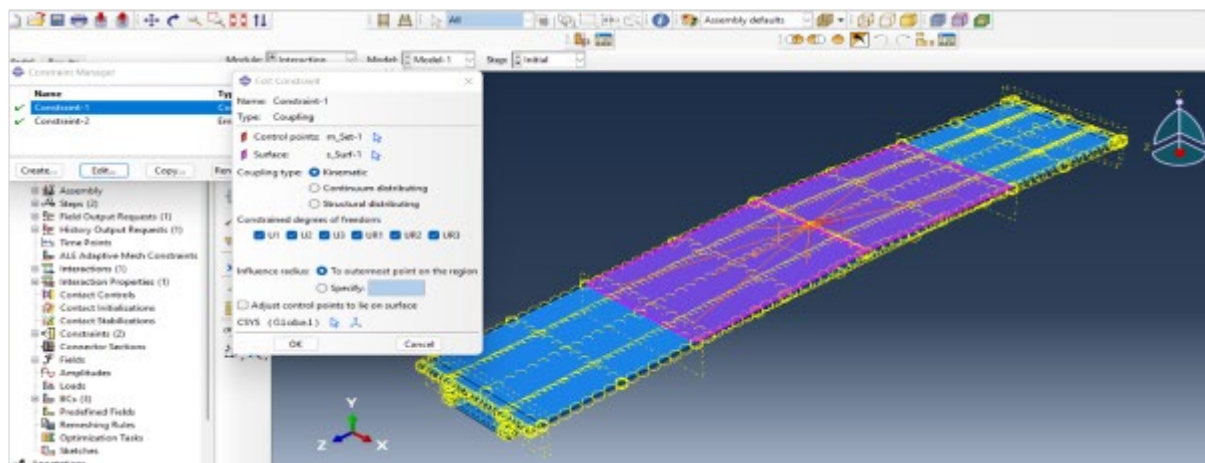 All
Assembly defaults
Module: Interaction Model: Model-1 Step: Initial
Constraint Manager
Name
Constraint-1
Constraint-2
Create... Edit... Copy...
Assembly
Steps (2)
Field Output Requests (1)
History Output Requests (1)
Time Points
ALE Adaptive Mesh Constraints
Interactions (1)
Interaction Properties (1)
Contact Controls
Contact Initializations
Contact Stabilizations
Constraints (2)
Connector Sections
Fields
Amplitudes
Loads
BCs (3)
Predefined Fields
Remeshing Rules
Optimization Tasks
Sketches
Edit Constraint
Name: Constraint-1
Type: Coupling
Control points: m_Set-1
Surface: s_Surf-1
Coupling type: Kinematic
Continuum distributing
Structural distributing
Constrained degrees of freedom:
U1 U2 U3 UR1 UR2 UR3
Influence radius: To outermost point on the region
Specify:
Adjust control points to lie on surface
CSYS (Global)
OK Cancel
Y
Z X
Y
Z